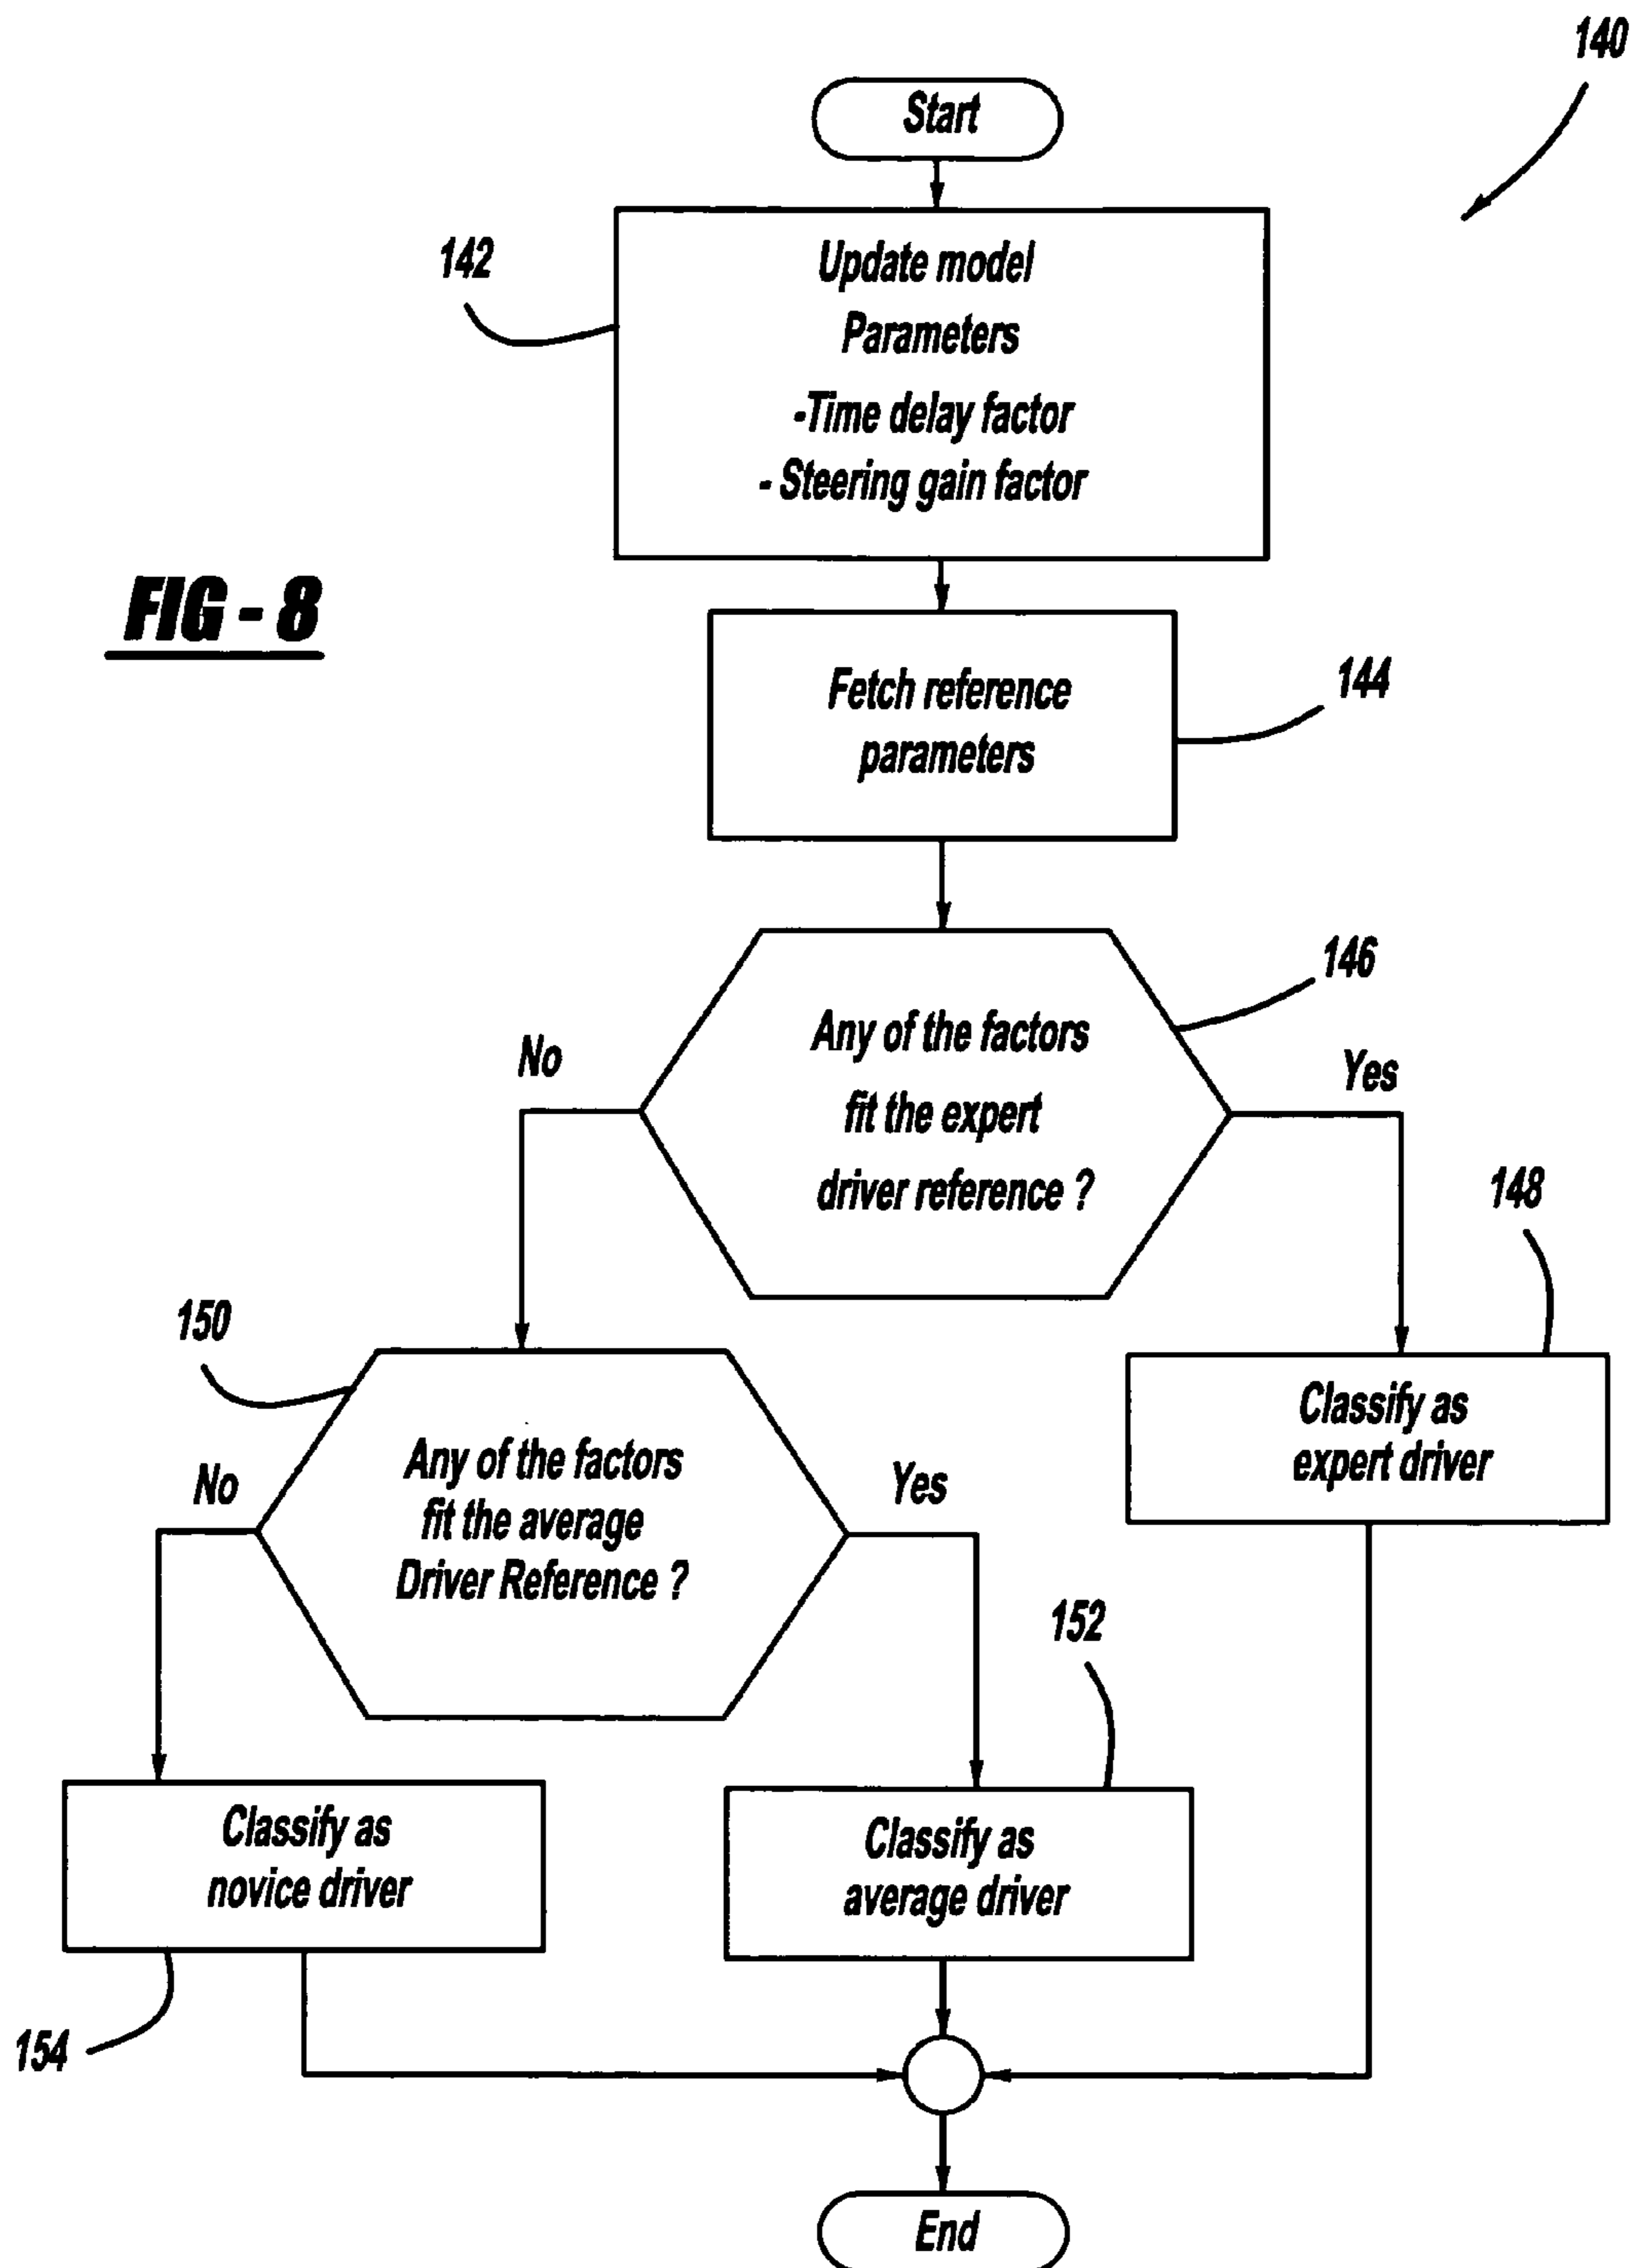 140
Start
142
Update model
Parameters
-Time delay factor
- Steering gain factor
FIG - 8
Fetch reference
parameters
144
146
Any of the factors
fit the expert
driver reference ?
No
Yes
148
150
Classify as
expert driver
Any of the factors
fit the average
Driver Reference ?
No
Yes
152
Classify as
novice driver
Classify as
average driver
154
End